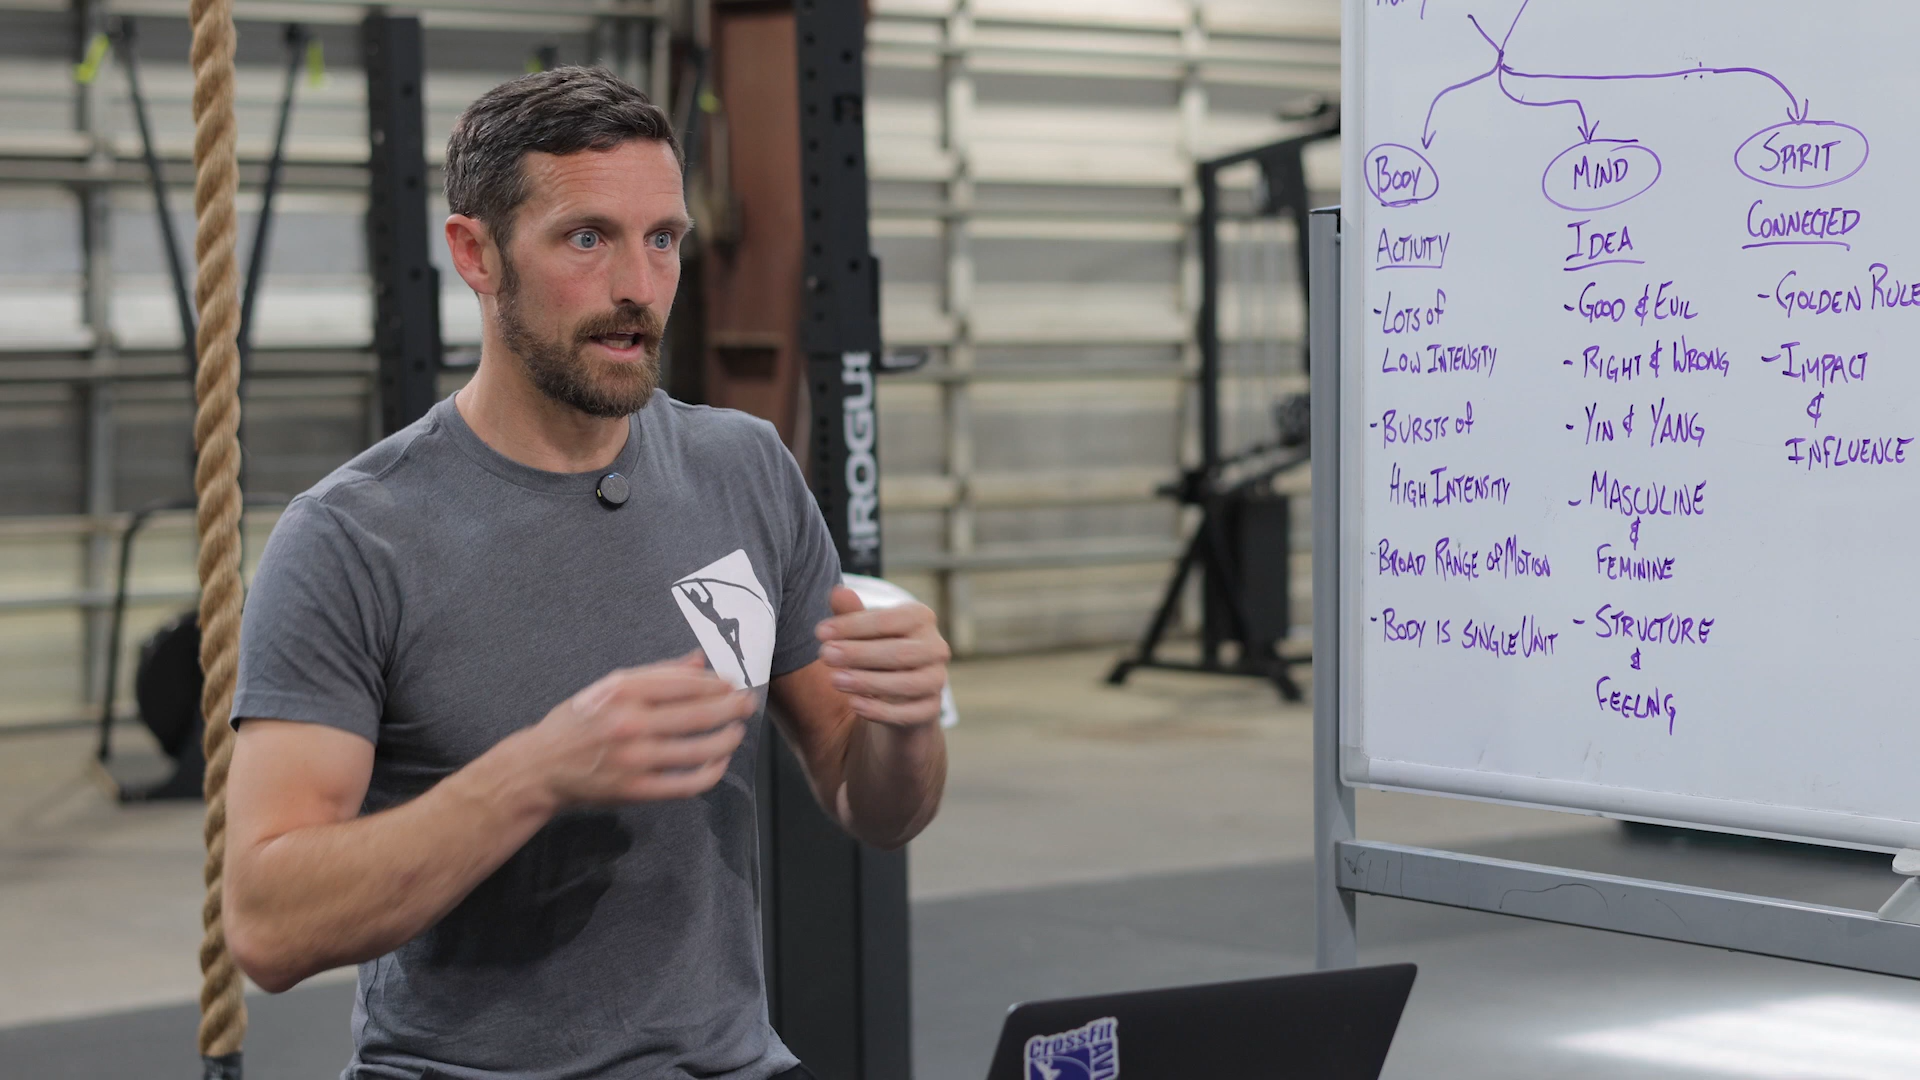 BODY
MIND
SPIRIT
ACTIVITY
IDEA
CONNECTED
-LOTS of
LOW INTENSITY
-BURSTS of
HIGH INTENSITY
-BROAD RANGE of MOTION
-BODY IS SINGLE UNIT
-GOOD & EVIL
-RIGHT & WRONG
-YIN & YANG
-MASCULINE
&
FEMININE
-STRUCTURE
&
FEELING
-GOLDEN RULE
-IMPACT
&
INFLUENCE
ROGUE
CrossFit